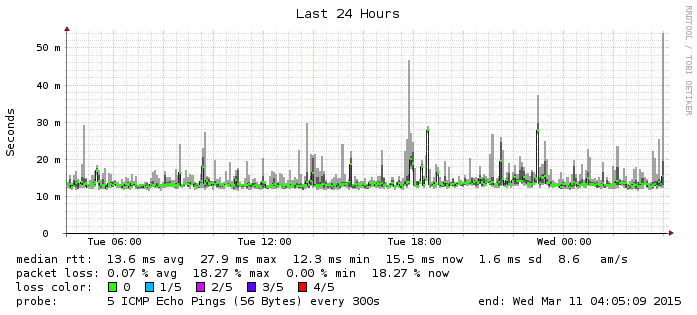 Last 24 Hours
RRDTOOL / TOBI OETIKER
Seconds
50 m
40 m
30 m
20 m
10 m
0
Tue 06:00 Tue 12:00 Tue 18:00 Wed 00:00
median rtt: 13.6 ms avg 27.9 ms max 12.3 ms min 15.5 ms now 1.6 ms sd 8.6 am/s
packet loss: 0.07 % avg 18.27 % max 0.00 % min 18.27 % now
loss color: 0 1/5 2/5 3/5 4/5
probe: 5 ICMP Echo Pings (56 Bytes) every 300s end: Wed Mar 11 04:05:09 2015